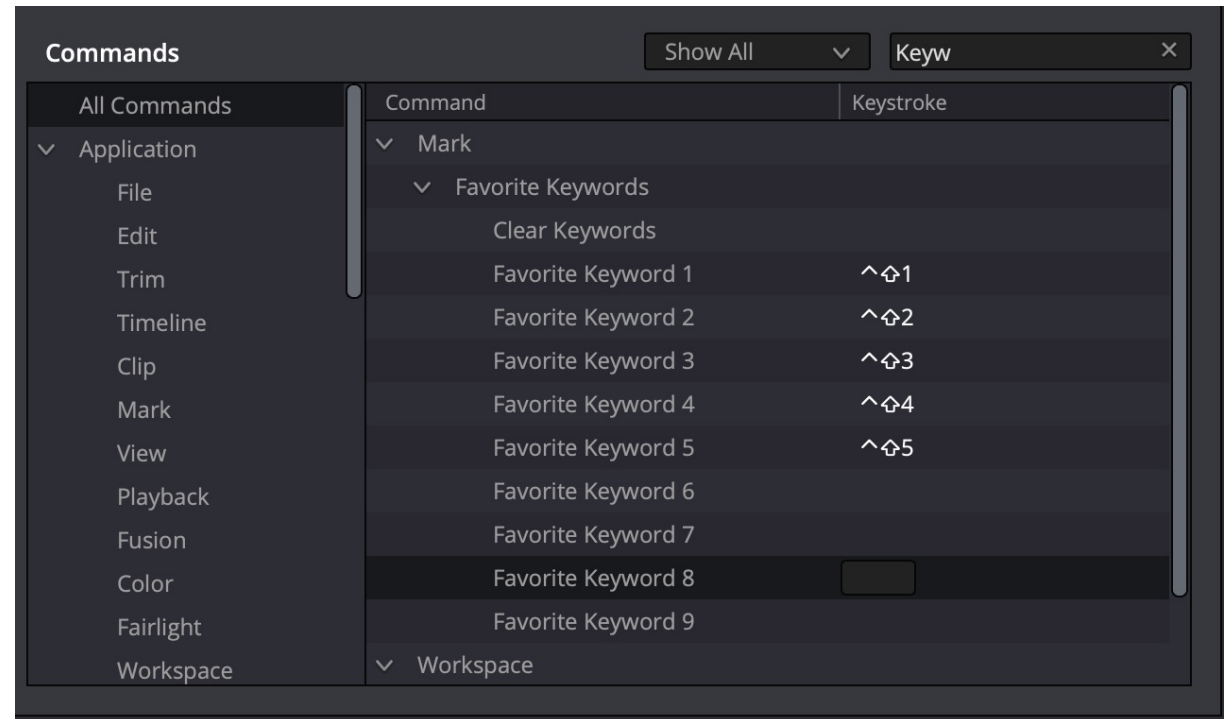 Commands
Show All
Keyw
All Commands
Application
File
Edit
Trim
Timeline
Clip
Mark
View
Playback
Fusion
Color
Fairlight
Workspace
Command Keystroke
Mark
Favorite Keywords
Clear Keywords
Favorite Keyword 1 ^⇧1
Favorite Keyword 2 ^⇧2
Favorite Keyword 3 ^⇧3
Favorite Keyword 4 ^⇧4
Favorite Keyword 5 ^⇧5
Favorite Keyword 6
Favorite Keyword 7
Favorite Keyword 8
Favorite Keyword 9
Workspace